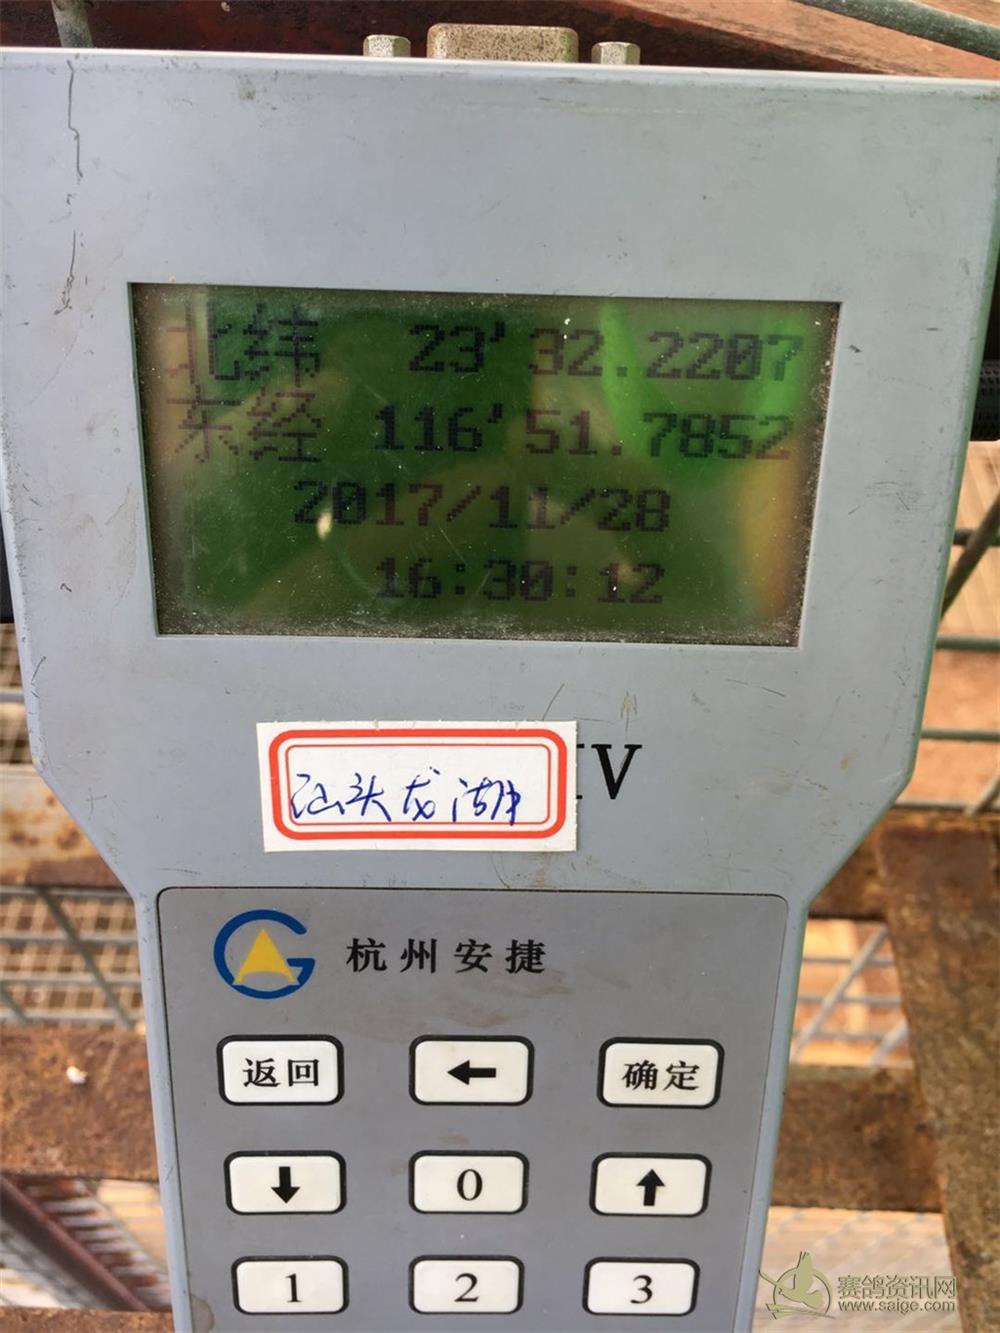 北纬 23'32.2207
东经 116'51.7852
2017/11/28
16:30:12
IV
汕头龙湖
杭州安捷
返回 ← 确定
↓ 0 ↑
1 2 3
赛鸽资讯网
www.saige.com